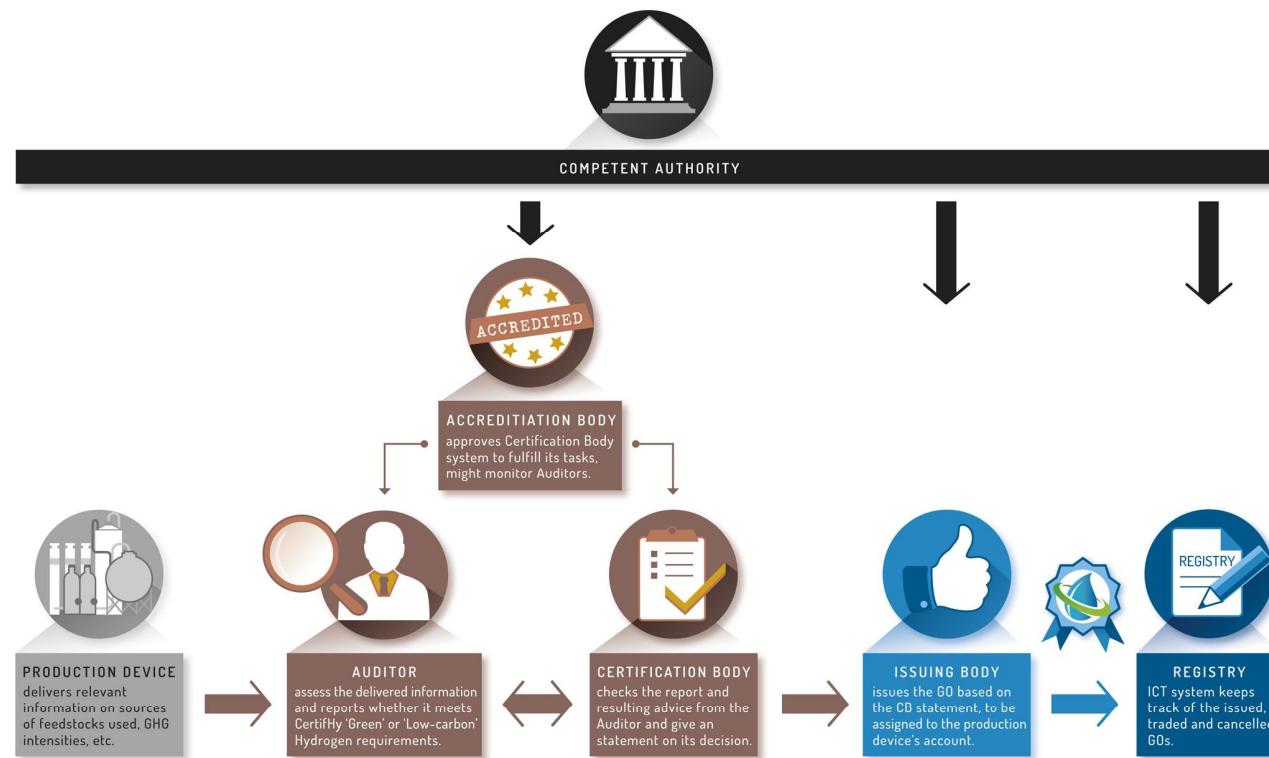 COMPETENT AUTHORITY
ACCREDITED
ACCREDITIATION BODY
approves Certification Body
system to fulfill its tasks,
might monitor Auditors.
REGISTRY
PRODUCTION DEVICE
delivers relevant
information on sources
of feedstocks used, GHG
intensities, etc.
AUDITOR
assess the delivered information
and reports whether it meets
CertifHy ‘Green’ or ‘Low-carbon’
Hydrogen requirements.
CERTIFICATION BODY
checks the report and
resulting advice from the
Auditor and give an
statement on its decision.
ISSUING BODY
issues the GO based on
the CD statement, to be
assigned to the production
device’s account.
REGISTRY
ICT system keeps
track of the issued,
traded and cancelled
GOs.